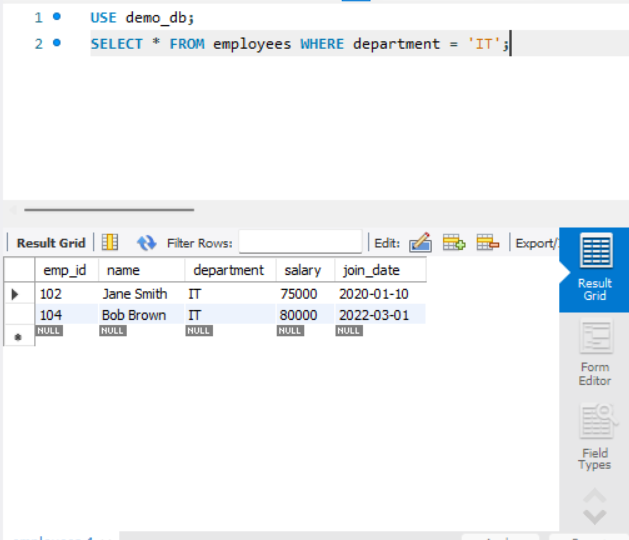 1 USE demo_db;
2 SELECT * FROM employees WHERE department = 'IT';
Result Grid Filter Rows: Edit: Export/
Result Grid
emp_id name department salary join_date
102 Jane Smith IT 75000 2020-01-10
104 Bob Brown IT 80000 2022-03-01
NULL NULL NULL NULL NULL
Form
Editor
Field
Types